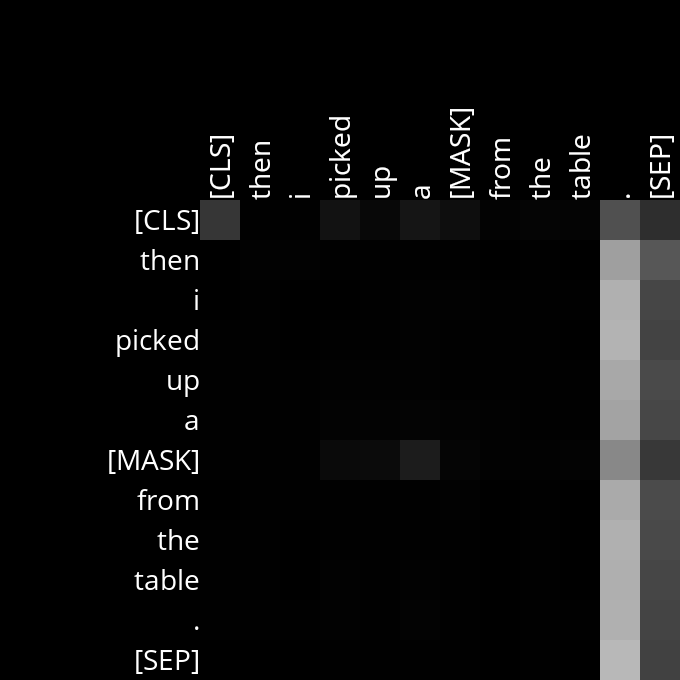 [CLS] then i picked up a [MASK] from the table . [SEP]
[CLS]
then
i
picked
up
a
[MASK]
from
the
table
.
[SEP]